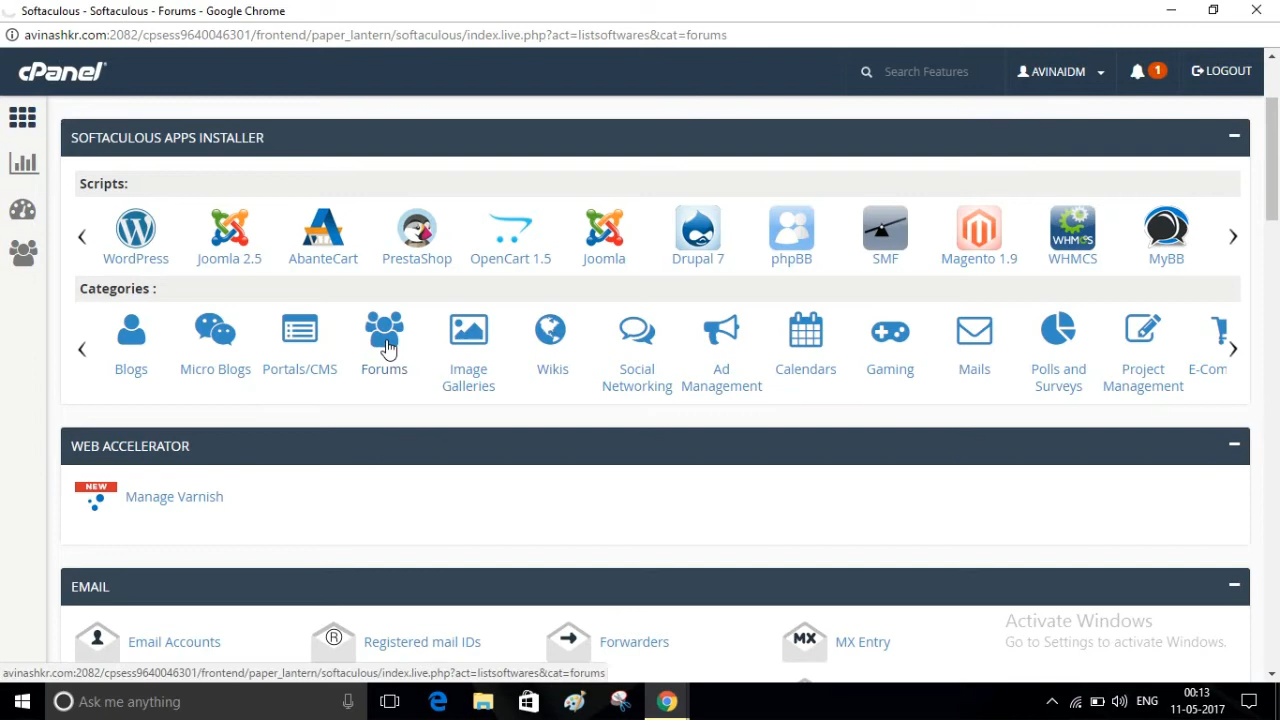 Softaculous - Softaculous - Forums - Google Chrome
avinashkr.com:2082/cpsess9640046301/frontend/paper_lantern/softaculous/index.live.php?act=listsoftwares&cat=forums
cPanel
Search Features
AVINAIDM
1
LOGOUT
SOFTACULOUS APPS INSTALLER
Scripts:
WordPress
Joomla 2.5
AbanteCart
PrestaShop
OpenCart 1.5
Joomla
Drupal 7
phpBB
SMF
Magento 1.9
WHMCS
WHMCS
MyBB
Categories :
Blogs
Micro Blogs
Portals/CMS
Forums
Image
Galleries
Wikis
Social
Networking
Ad
Management
Calendars
Gaming
Mails
Polls and
Surveys
Project
Management
E-Com
WEB ACCELERATOR
NEW
Manage Varnish
EMAIL
Email Accounts
R
Registered mail IDs
Forwarders
MX
MX Entry
Activate Windows
Go to Settings to activate Windows.
avinashkr.com:2082/cpsess9640046301/frontend/paper_lantern/softaculous/index.live.php?act=listsoftwares&cat=forums
Ask me anything
ENG
00:13
11-05-2017